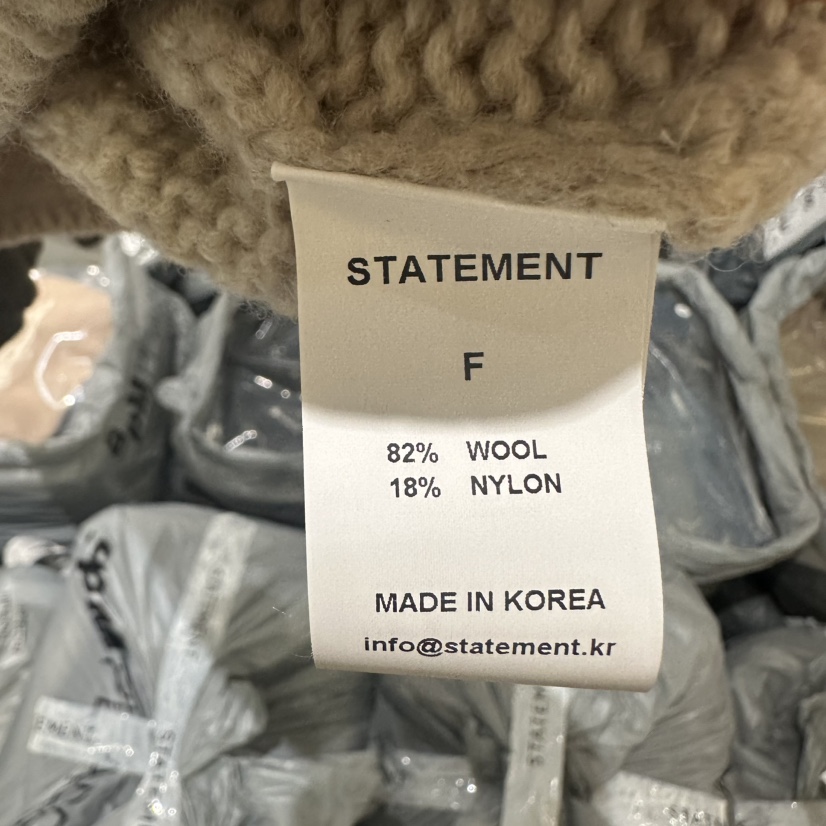 STATEMENT
F
82% WOOL
18% NYLON
MADE IN KOREA
info@statement.kr